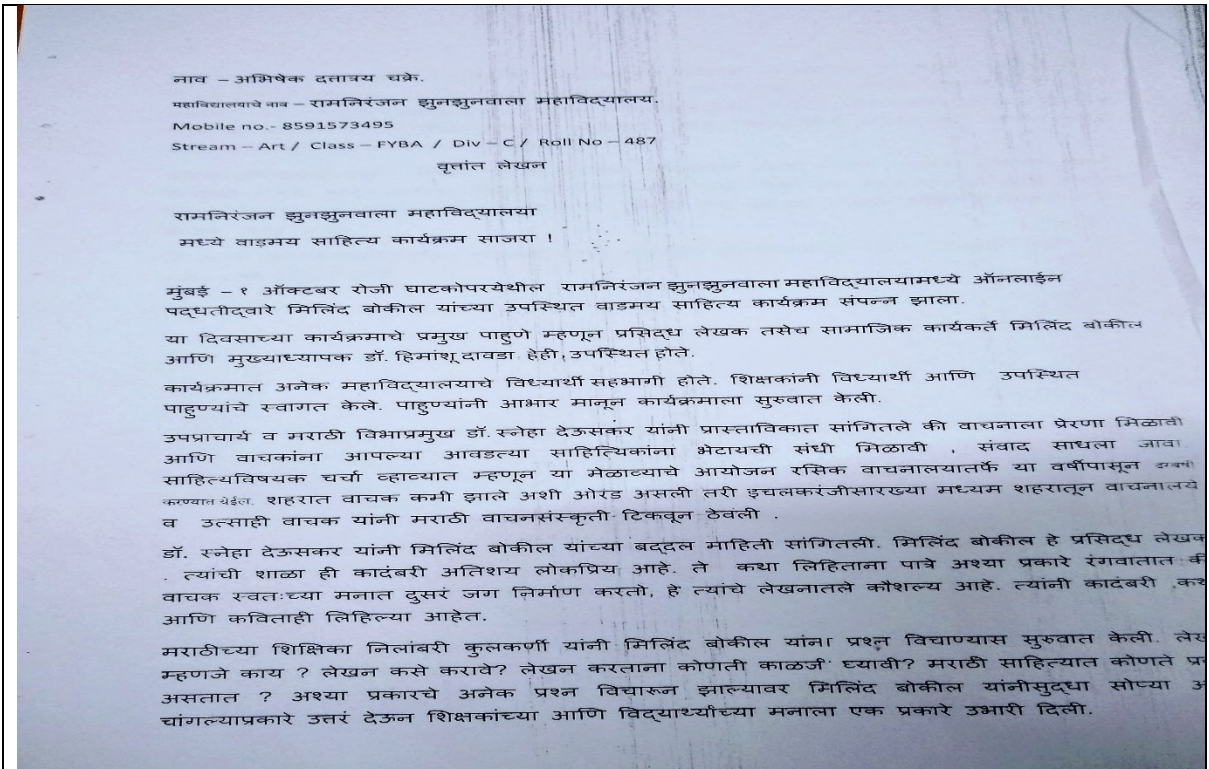 नाव – अभिषेक दत्तात्रय चक्रे.
महाविद्यालयाचे नाव – रामनिरंजन झुनझुनवाला महाविद्यालय.
Mobile no.- 8591573495
Stream – Art / Class – FYBA / Div – C / Roll No – 487
वृत्तांत लेखन
रामनिरंजन झुनझुनवाला महाविद्यालया
मध्ये वाडमय साहित्य कार्यक्रम साजरा !
मुंबई – १ ऑक्टबर रोजी घाटकोपरयेथील रामनिरंजन झुनझुनवाला महाविद्यालयामध्ये ऑनलाईन
पद्धतीद्वारे मिलिंद बोकील यांच्या उपस्थित वाडमय साहित्य कार्यक्रम संपन्न झाला.
या दिवसाच्या कार्यक्रमाचे प्रमुख पाहुणे म्हणून प्रसिद्ध लेखक तसेच सामाजिक कार्यकर्ते मिलिंद बोकील
आणि मुख्याध्यापक डॉ. हिमांशू दावडा हेही उपस्थित होते.
कार्यक्रमात अनेक महाविद्यालयाचे विध्यार्थी सहभागी होते. शिक्षकांनी विध्यार्थी आणि उपस्थित
पाहुण्यांचे स्वागत केले. पाहुण्यांनी आभार मानून कार्यक्रमाला सुरुवात केली.
उपप्राचार्य व मराठी विभाप्रमुख डॉ. स्नेहा देऊसकर यांनी प्रास्ताविकात सांगितले की वाचनाला प्रेरणा मिळावी
आणि वाचकांना आपल्या आवडत्या साहित्यिकांना भेटायची संधी मिळावी , संवाद साधला जावा
साहित्यविषयक चर्चा व्हाव्यात म्हणून या मेळाव्याचे आयोजन रसिक वाचनालयातर्फे या वर्षीपासून दरवर्षी
करण्यात येईल. शहरात वाचक कमी झाले अशी ओरड असली तरी इचलकरंजीसारख्या मध्यम शहरातून वाचनालये
व उत्साही वाचक यांनी मराठी वाचनसंस्कृती टिकवून ठेवली .
डॉ. स्नेहा देऊसकर यांनी मिलिंद बोकील यांच्या बद्दल माहिती सांगितली. मिलिंद बोकील हे प्रसिद्ध लेखक
. त्यांची शाळा ही कादंबरी अतिशय लोकप्रिय आहे. ते कथा लिहिताना पात्रे अश्या प्रकारे रंगवातात की
वाचक स्वतःच्या मनात दुसरं जग निर्माण करतो, हे त्यांचे लेखनातले कौशल्य आहे. त्यांनी कादंबरी ,
आणि कविताही लिहिल्या आहेत.
मराठीच्या शिक्षिका निलांबरी कुलकर्णी यांनी मिलिंद बोकील यांना प्रश्न विचाण्यास सुरुवात केली.
म्हणजे काय ? लेखन कसे करावे? लेखन करताना कोणती काळजी घ्यावी? मराठी साहित्यात कोणते
असतात ? अश्या प्रकारचे अनेक प्रश्न विचारून झाल्यावर मिलिंद बोकील यांनीसुद्धा सोप्या
चांगल्याप्रकारे उत्तरं देऊन शिक्षकांच्या आणि विद्यार्थ्यांच्या मनाला एक प्रकारे उभारी दिली.